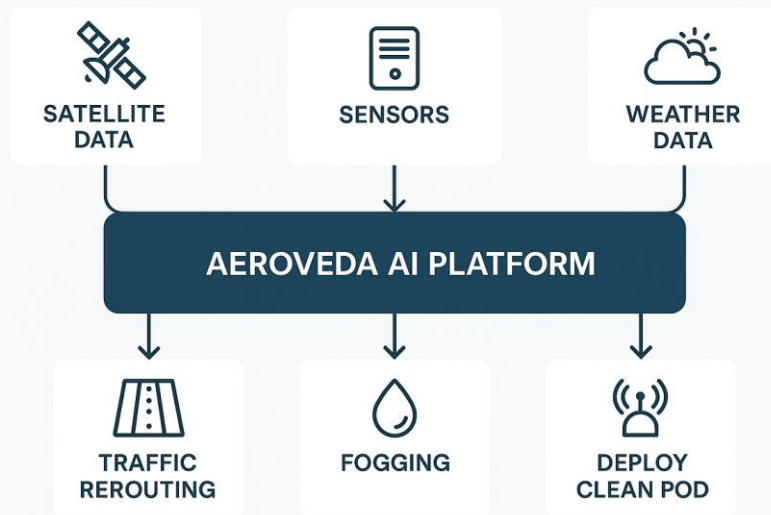 SATELLITE
DATA
SENSORS
WEATHER
DATA
AEROVEDA AI PLATFORM
TRAFFIC
REROUTING
FOGGING
DEPLOY
CLEAN POD